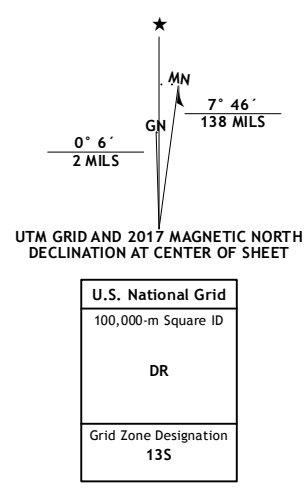 ★
MN
GN
7° 46´
138 MILS
0° 6´
2 MILS
UTM GRID AND 2017 MAGNETIC NORTH
DECLINATION AT CENTER OF SHEET
U.S. National Grid
100,000-m Square ID
DR
Grid Zone Designation
13S